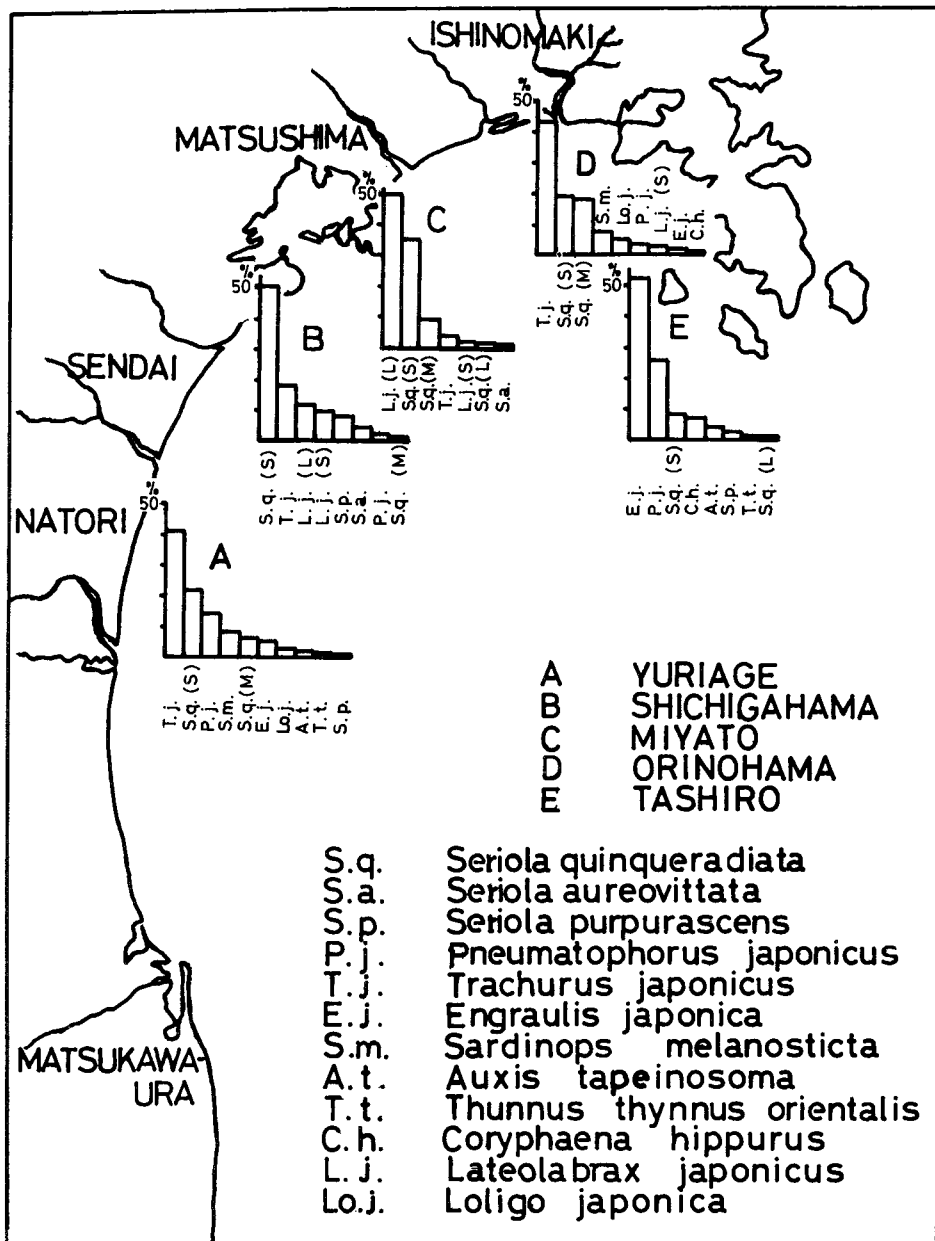 ISHINOMAKI
%
50
MATSUSHIMA
D
S.m.
Lo.j.
P.j.
L.j. (S)
E.j.
C.h.
T.j.
S.q. (S)
S.q. (M)
%
50
C
L.j. (L)
S.q. (S)
S.q. (M)
T.j.
L.j. (S)
S.q. (L)
S.a.
%
50
E
E.j.
P.j.
S.q. (S)
C.h.
A.t.
S.p.
T.t.
S.q. (L)
%
50
B
S.q. (S)
T.j.
L.j. (L)
L.j. (S)
S.p.
S.a.
P.j.
S.q. (M)
SENDAI
NATORI
%
50
A
T.j.
S.q. (S)
P.j.
S.m.
S.q. (M)
E.j.
Lo.j.
A.t.
T.t.
S.p.
A YURIAGE
B SHICHIGAHAMA
C MIYATO
D ORINOHAMA
E TASHIRO
S.q. Seriola quinqueradiata
S.a. Seriola aureovittata
S.p. Seriola purpurascens
P.j. Pneumatophorus japonicus
T.j. Trachurus japonicus
E.j. Engraulis japonica
S.m. Sardinops melanosticta
A.t. Auxis tapeinosoma
T.t. Thunnus thynnus orientalis
C.h. Coryphaena hippurus
L.j. Lateolabrax japonicus
Lo.j. Loligo japonica
MATSUKAWA-
URA